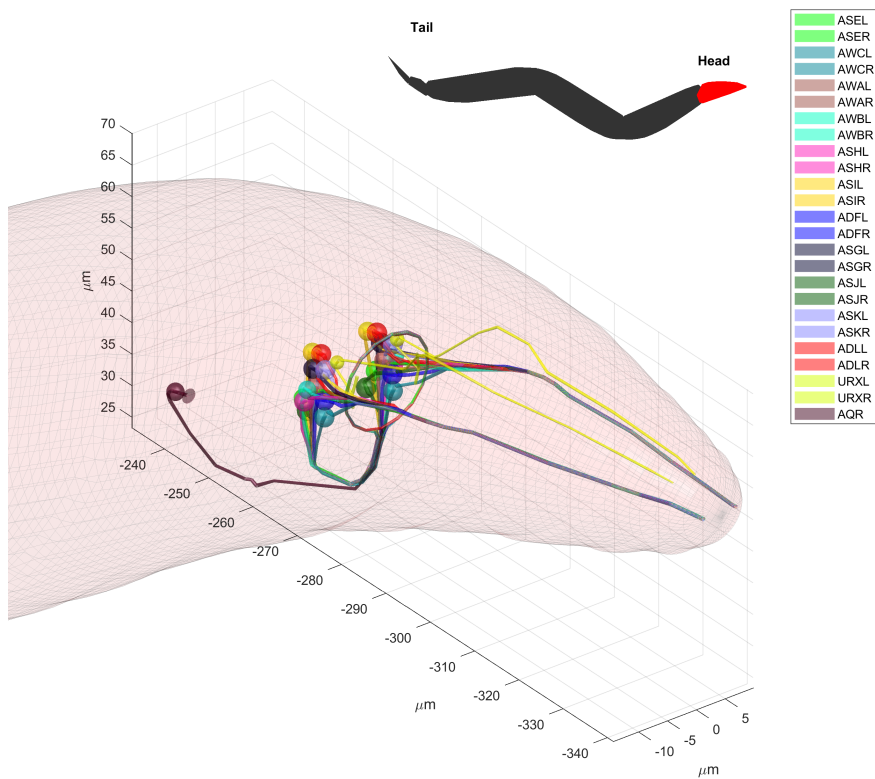 Tail
Head
70
65
60
55
50
45
40
35
30
25
μm
-240
-250
-260
-270
-280
-290
-300
-310
-320
-330
-340
μm
-10
-5
0
5
μm
ASEL
ASER
AWCL
AWCR
AWAL
AWAR
AWBL
AWBR
ASHL
ASHR
ASIL
ASIR
ADFL
ADFR
ASGL
ASGR
ASJL
ASJR
ASKL
ASKR
ADLL
ADLR
URXL
URXR
AQR